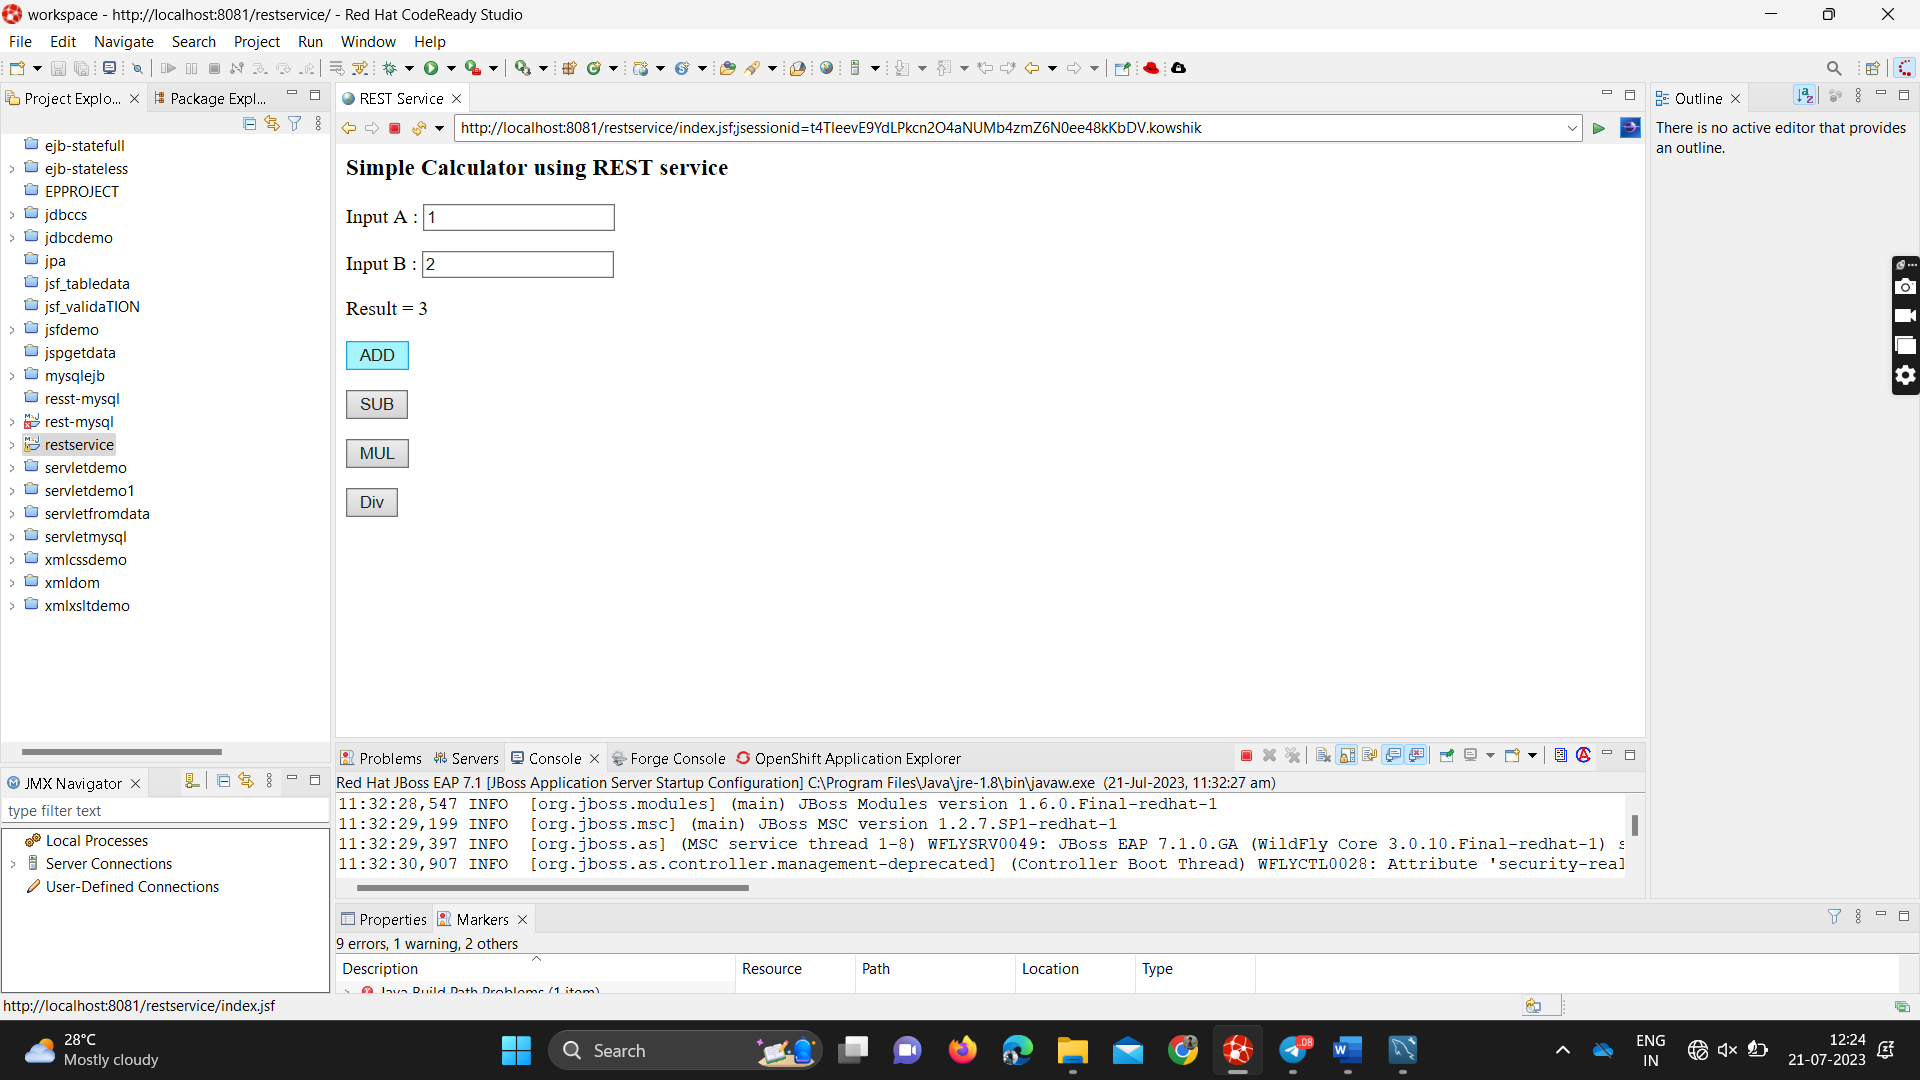 workspace - http://localhost:8081/restservice/ - Red Hat CodeReady Studio
File Edit Navigate Search Project Run Window Help
Project Explo... Package Expl...
ejb-statefull
ejb-stateless
EPPROJECT
jdbccs
jdbcdemo
jpa
jsf_tabledata
jsf_validaTION
jsfdemo
jspgetdata
mysqlejb
resst-mysql
rest-mysql
restservice
servletdemo
servletdemo1
servletfromdata
servletmysql
xmlcssdemo
xmldom
xmlxsltdemo
REST Service
http://localhost:8081/restservice/index.jsf;jsessionid=t4TleevE9YdLPkcn2O4aNUMb4zmZ6N0ee48kKbDV.kowshik
Simple Calculator using REST service
Input A : 1
Input B : 2
Result = 3
ADD
SUB
MUL
Div
Outline
There is no active editor that provides
an outline.
JMX Navigator
type filter text
Local Processes
Server Connections
User-Defined Connections
Problems Servers Console Forge Console OpenShift Application Explorer
Red Hat JBoss EAP 7.1 [JBoss Application Server Startup Configuration] C:\Program Files\Java\jre-1.8\bin\javaw.exe (21-Jul-2023, 11:32:27 am)
11:32:28,547 INFO [org.jboss.modules] (main) JBoss Modules version 1.6.0.Final-redhat-1
11:32:29,199 INFO [org.jboss.msc] (main) JBoss MSC version 1.2.7.SP1-redhat-1
11:32:29,397 INFO [org.jboss.as] (MSC service thread 1-8) WFLYSRV0049: JBoss EAP 7.1.0.GA (WildFly Core 3.0.10.Final-redhat-1) s
11:32:30,907 INFO [org.jboss.as.controller.management-deprecated] (Controller Boot Thread) WFLYCTL0028: Attribute 'security-real
Properties Markers
9 errors, 1 warning, 2 others
Description Resource Path Location Type
Java Build Path Problems (1 item)
http://localhost:8081/restservice/index.jsf
28°C
Mostly cloudy
Search
.08
ENG
IN
12:24
21-07-2023